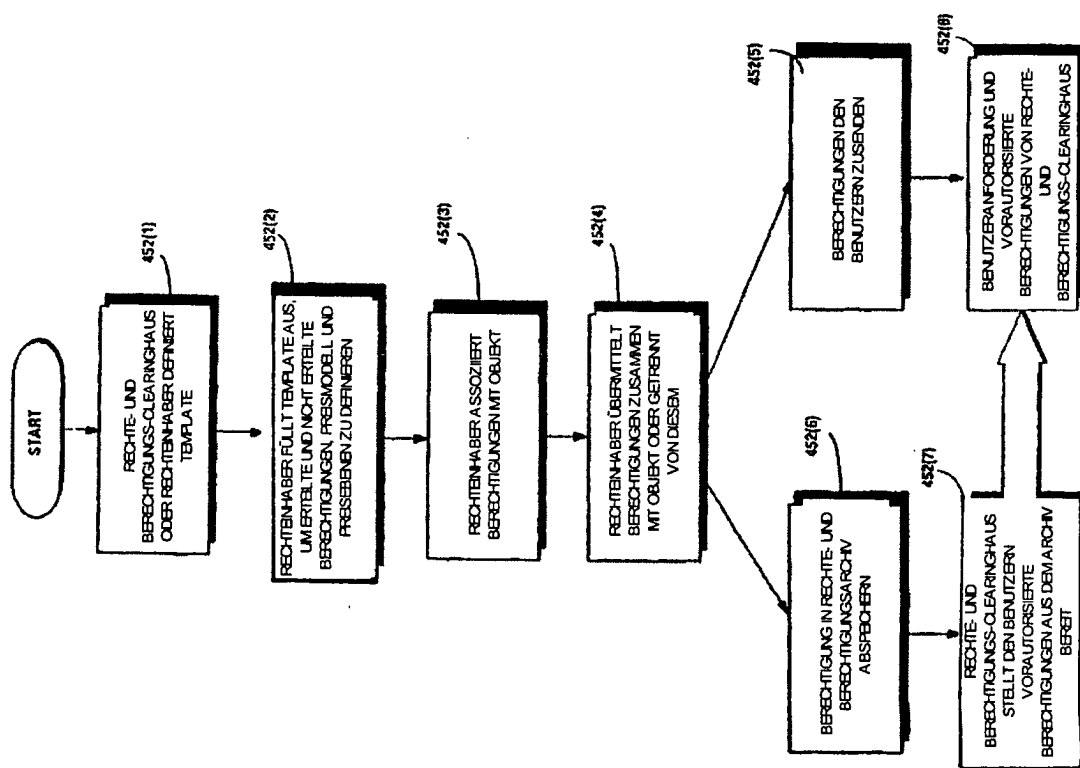 START
452(1)
RECHTE- UND
BERECHTIGUNGS-CLEARINGHAUS
ODER RECHTEINHABER DEFINIERT
TEMPLATE
452(2)
RECHTEINHABER FÜLLT TEMPLATE AUS,
UM ERTEILTE UND NICHT ERTEILTE
BERECHTIGUNGEN, PREISMODELL UND
PREISEBENEN ZU DEFINIEREN
452(3)
RECHTEINHABER ASSOZIIERT
BERECHTIGUNGEN MIT OBJEKT
452(4)
RECHTEINHABER ÜBERMITTELT
BERECHTIGUNGEN ZUSAMMEN
MIT OBJEKT ODER GETRENNT
VON DIESEM
452(6)
BERECHTIGUNG IN RECHTE- UND
BERECHTIGUNGSARCHIV
ABSPEICHERN
452(5)
BERECHTIGUNGEN DEN
BENUTZERN ZUSENDEN
452(7)
RECHTE- UND
BERECHTIGUNGS-CLEARINGHAUS
STELLT DEN BENUTZERN
VORAUTORISIERTE
BERECHTIGUNGEN AUS DEM ARCHIV
BEREIT
452(8)
BENUTZERANFORDERUNG UND
VORAUTORISIERTE
BERECHTIGUNGEN VON RECHTE-
UND
BERECHTIGUNGS-CLEARINGHAUS